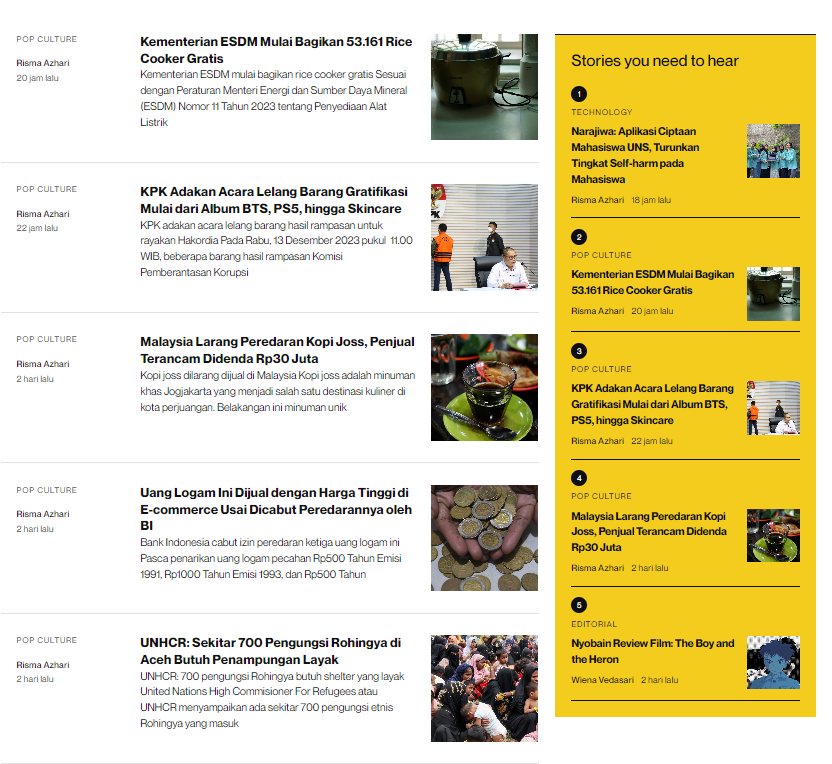 POP CULTURE
Risma Azhari
20 jam lalu
Kementerian ESDM Mulai Bagikan 53.161 Rice
Cooker Gratis
Kementerian ESDM mulai bagikan rice cooker gratis Sesuai
dengan Peraturan Menteri Energi dan Sumber Daya Mineral
(ESDM) Nomor 11 Tahun 2023 tentang Penyediaan Alat
Listrik
POP CULTURE
Risma Azhari
22 jam lalu
KPK Adakan Acara Lelang Barang Gratifikasi
Mulai dari Album BTS, PS5, hingga Skincare
KPK adakan acara lelang barang hasil rampasan untuk
rayakan Hakordia Pada Rabu, 13 Desember 2023 pukul 11.00
WIB, beberapa barang hasil rampasan Komisi
Pemberantasan Korupsi
POP CULTURE
Risma Azhari
2 hari lalu
Malaysia Larang Peredaran Kopi Joss, Penjual
Terancam Didenda Rp30 Juta
Kopi joss dilarang dijual di Malaysia Kopi joss adalah minuman
khas Jogjakarta yang menjadi salah satu destinasi kuliner di
kota perjuangan. Belakangan ini minuman unik
POP CULTURE
Risma Azhari
2 hari lalu
Uang Logam Ini Dijual dengan Harga Tinggi di
E-commerce Usai Dicabut Peredarannya oleh
BI
Bank Indonesia cabut izin peredaran ketiga uang logam ini
Pasca penarikan uang logam pecahan Rp500 Tahun Emisi
1991, Rp1000 Tahun Emisi 1993, dan Rp500 Tahun
POP CULTURE
Risma Azhari
2 hari lalu
UNHCR: Sekitar 700 Pengungsi Rohingya di
Aceh Butuh Penampungan Layak
UNHCR: 700 pengungsi Rohingya butuh shelter yang layak
United Nations High Commisioner For Refugees atau
UNHCR menyampaikan ada sekitar 700 pengungsi etnis
Rohingya yang masuk
Stories you need to hear
1
TECHNOLOGY
Narajiwa: Aplikasi Ciptaan
Mahasiswa UNS, Turunkan
Tingkat Self-harm pada
Mahasiswa
Risma Azhari 18 jam lalu
2
POP CULTURE
Kementerian ESDM Mulai Bagikan
53.161 Rice Cooker Gratis
Risma Azhari 20 jam lalu
3
POP CULTURE
KPK Adakan Acara Lelang Barang
Gratifikasi Mulai dari Album BTS,
PS5, hingga Skincare
Risma Azhari 22 jam lalu
4
POP CULTURE
Malaysia Larang Peredaran Kopi
Joss, Penjual Terancam Didenda
Rp30 Juta
Risma Azhari 2 hari lalu
5
EDITORIAL
Nyobain Review Film: The Boy and
the Heron
Wiena Vedasari 2 hari lalu